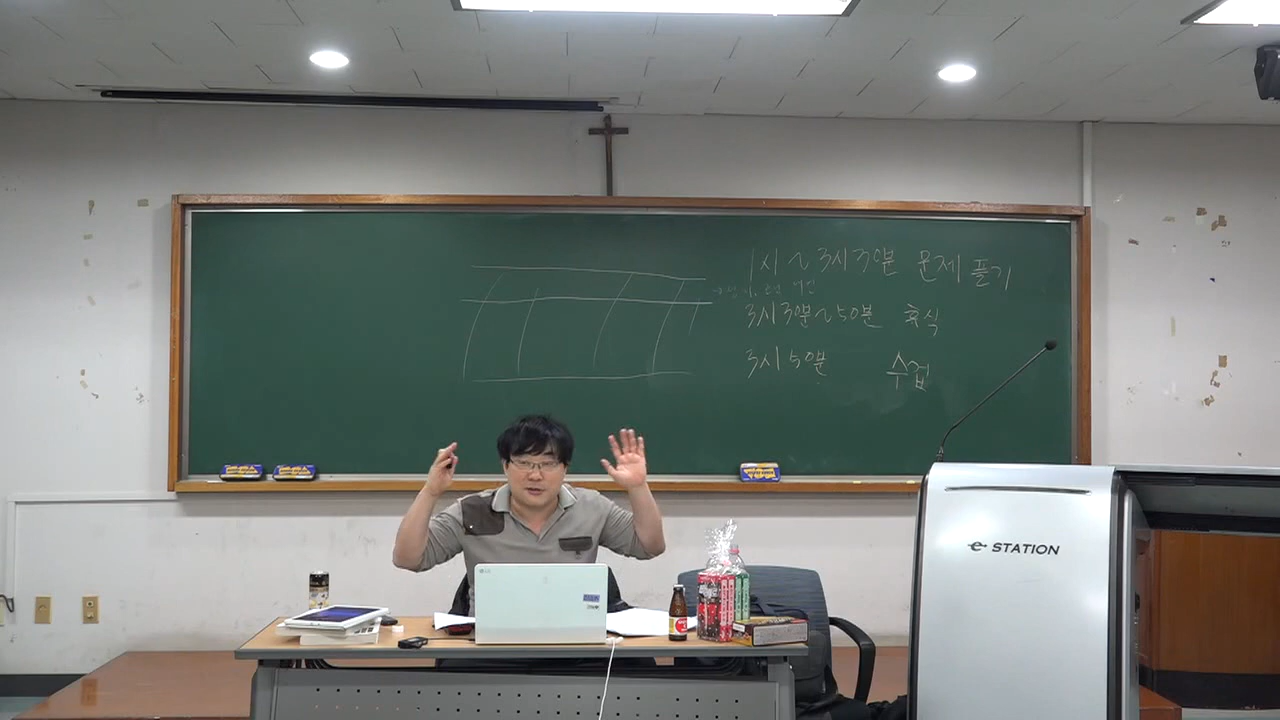 1시 ~ 3시 30분 문제 풀기
3시 30분 ~ 50분 휴식
3시 50분 수업
e STATION